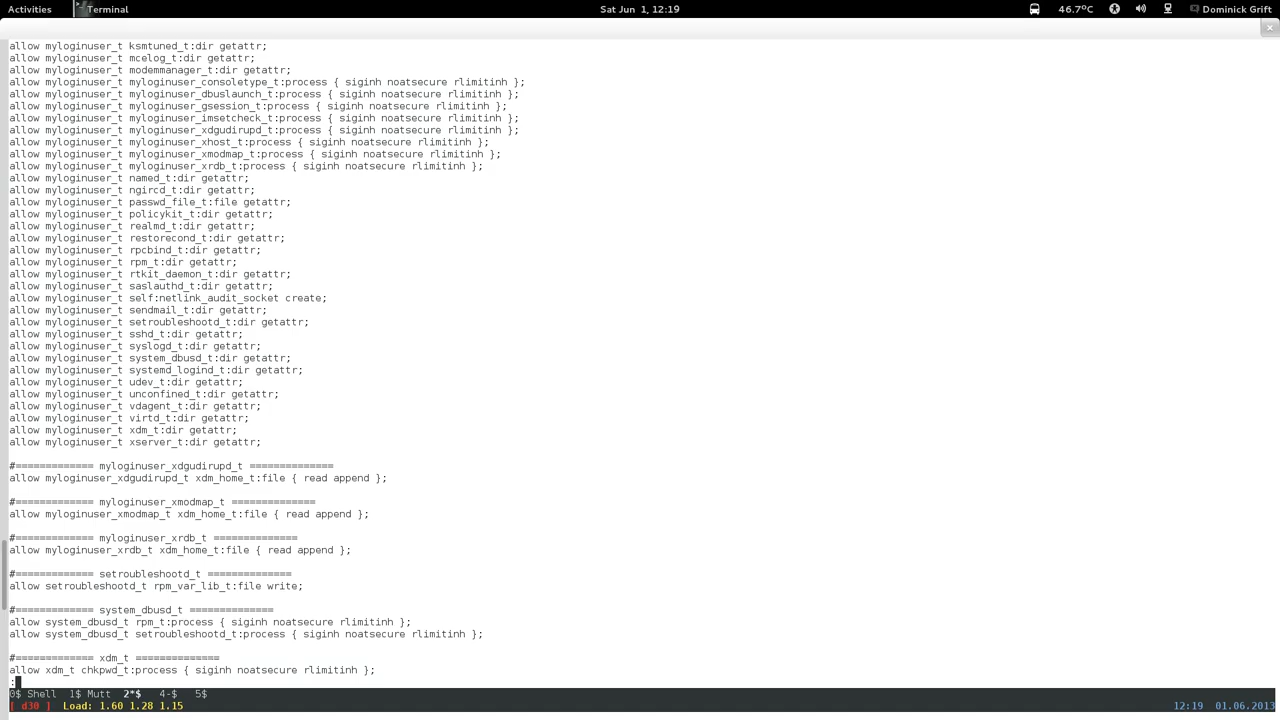 Activities Terminal Sat Jun 1, 12:19 46.7°C Dominick Grift
allow myloginuser_t ksmtuned_t:dir getattr;
allow myloginuser_t mcelog_t:dir getattr;
allow myloginuser_t modemmanager_t:dir getattr;
allow myloginuser_t myloginuser_consoletype_t:process { siginh noatsecure rlimitinh };
allow myloginuser_t myloginuser_dbuslaunch_t:process { siginh noatsecure rlimitinh };
allow myloginuser_t myloginuser_gsession_t:process { siginh noatsecure rlimitinh };
allow myloginuser_t myloginuser_imsetcheck_t:process { siginh noatsecure rlimitinh };
allow myloginuser_t myloginuser_xdgudirupd_t:process { siginh noatsecure rlimitinh };
allow myloginuser_t myloginuser_xhost_t:process { siginh noatsecure rlimitinh };
allow myloginuser_t myloginuser_xmodmap_t:process { siginh noatsecure rlimitinh };
allow myloginuser_t myloginuser_xrdb_t:process { siginh noatsecure rlimitinh };
allow myloginuser_t named_t:dir getattr;
allow myloginuser_t ngircd_t:dir getattr;
allow myloginuser_t passwd_file_t:file getattr;
allow myloginuser_t policykit_t:dir getattr;
allow myloginuser_t realmd_t:dir getattr;
allow myloginuser_t restorecond_t:dir getattr;
allow myloginuser_t rpcbind_t:dir getattr;
allow myloginuser_t rpm_t:dir getattr;
allow myloginuser_t rtkit_daemon_t:dir getattr;
allow myloginuser_t saslauthd_t:dir getattr;
allow myloginuser_t self:netlink_audit_socket create;
allow myloginuser_t sendmail_t:dir getattr;
allow myloginuser_t setroubleshootd_t:dir getattr;
allow myloginuser_t sshd_t:dir getattr;
allow myloginuser_t syslogd_t:dir getattr;
allow myloginuser_t system_dbusd_t:dir getattr;
allow myloginuser_t systemd_logind_t:dir getattr;
allow myloginuser_t udev_t:dir getattr;
allow myloginuser_t unconfined_t:dir getattr;
allow myloginuser_t vdagent_t:dir getattr;
allow myloginuser_t virtd_t:dir getattr;
allow myloginuser_t xdm_t:dir getattr;
allow myloginuser_t xserver_t:dir getattr;
#============= myloginuser_xdgudirupd_t ==============
allow myloginuser_xdgudirupd_t xdm_home_t:file { read append };
#============= myloginuser_xmodmap_t ==============
allow myloginuser_xmodmap_t xdm_home_t:file { read append };
#============= myloginuser_xrdb_t ==============
allow myloginuser_xrdb_t xdm_home_t:file { read append };
#============= setroubleshootd_t ==============
allow setroubleshootd_t rpm_var_lib_t:file write;
#============= system_dbusd_t ==============
allow system_dbusd_t rpm_t:process { siginh noatsecure rlimitinh };
allow system_dbusd_t setroubleshootd_t:process { siginh noatsecure rlimitinh };
#============= xdm_t ==============
allow xdm_t chkpwd_t:process { siginh noatsecure rlimitinh };
:
0$ Shell 1$ Mutt 2*$ 4-$ 5$
[ d30 ] Load: 1.60 1.28 1.15 12:19 01.06.2013